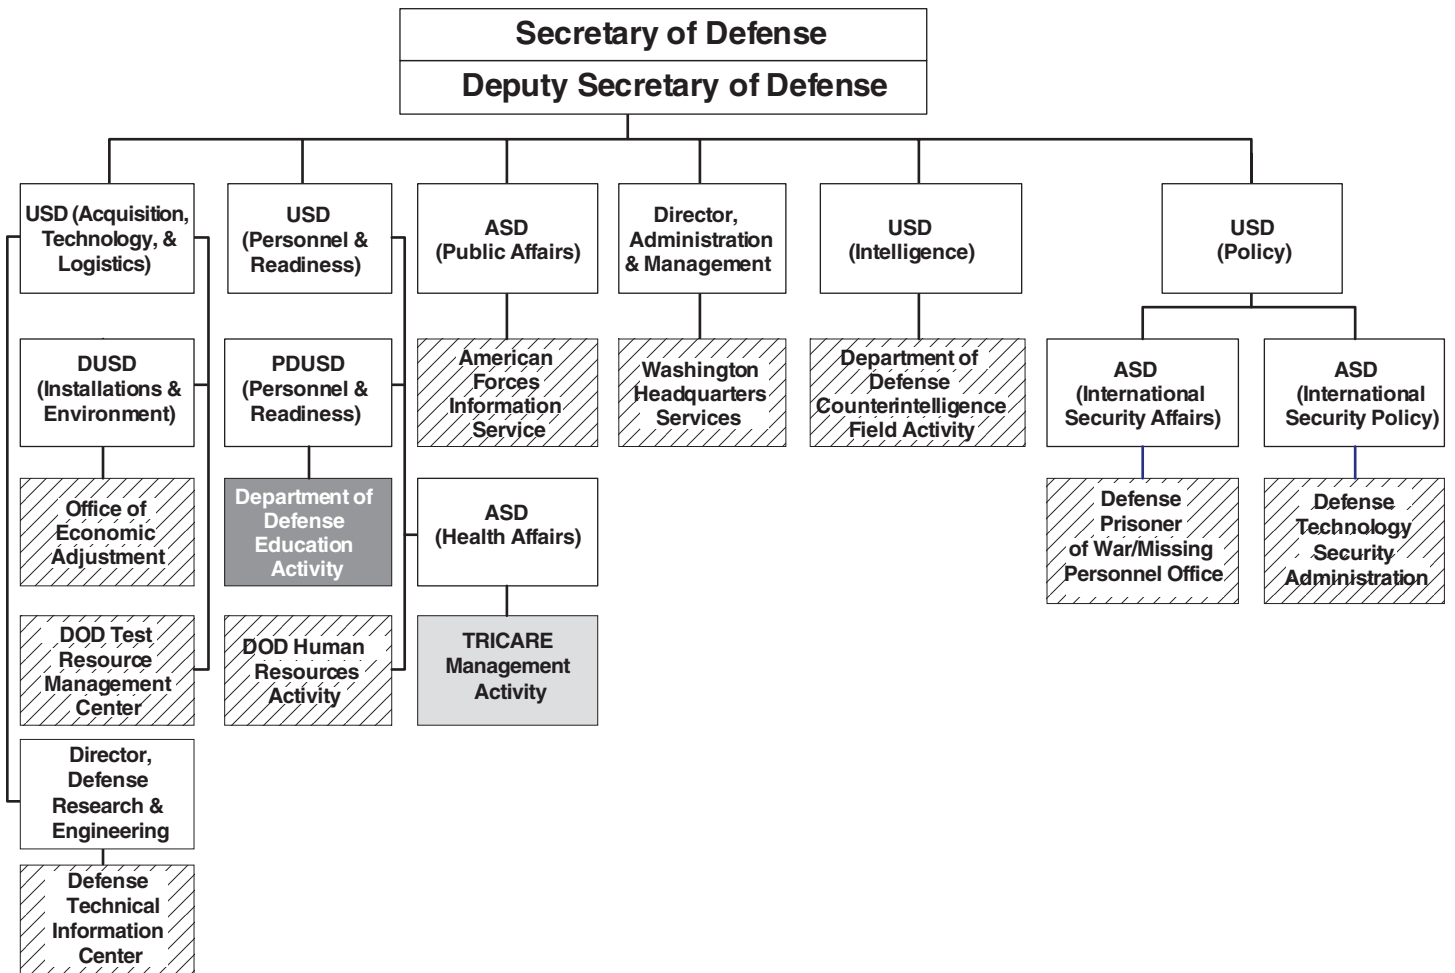 Secretary of Defense
Deputy Secretary of Defense
USD (Acquisition,
Technology, &
Logistics)
USD
(Personnel &
Readiness)
ASD
(Public Affairs)
Director,
Administration
& Management
USD
(Intelligence)
USD
(Policy)
DUSD
(Installations &
Environment)
PDUSD
(Personnel &
Readiness)
American
Forces
Information
Service
Washington
Headquarters
Services
Department of
Defense
Counterintelligence
Field Activity
ASD
(International
Security Affairs)
ASD
(International
Security Policy)
Office of
Economic
Adjustment
Department of
Defense
Education
Activity
ASD
(Health Affairs)
Defense
Prisoner
of War/Missing
Personnel Office
Defense
Technology
Security
Administration
DOD Test
Resource
Management
Center
DOD Human
Resources
Activity
TRICARE
Management
Activity
Director,
Defense
Research &
Engineering
Defense
Technical
Information
Center